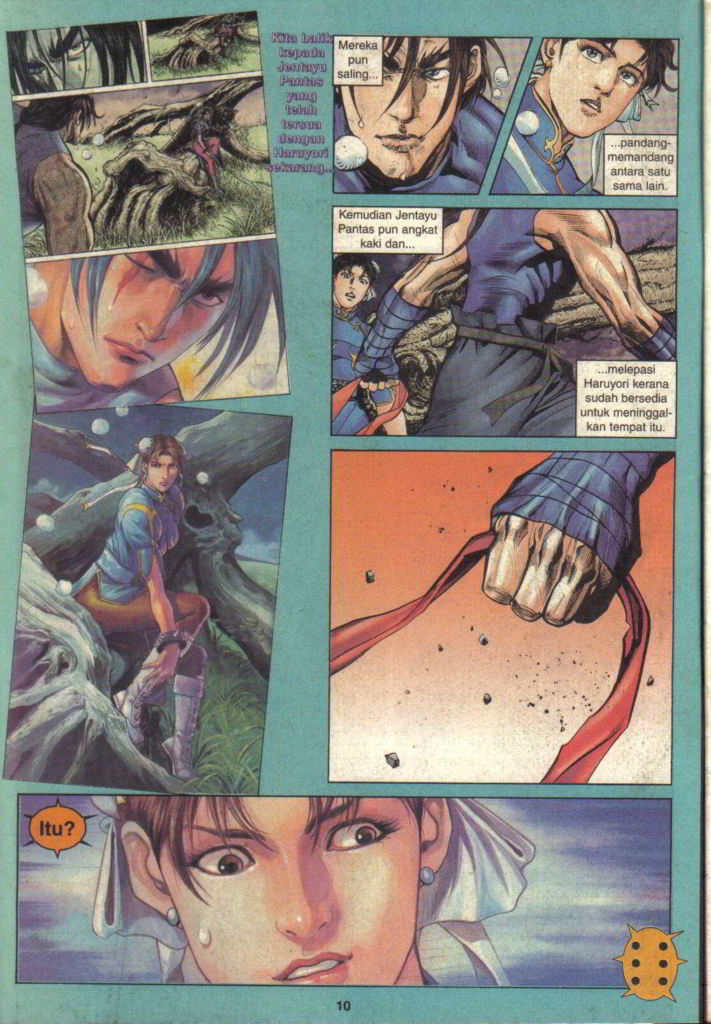 Kita balik
kepada
Jentayu
Pantas
yang
telah
tersua
dengan
Haruyori
sekarang...
Mereka
pun
saling...
...pandang-
memandang
antara satu
sama lain.
Kemudian Jentayu
Pantas pun angkat
kaki dan...
...melepasi
Haruyori kerana
sudah bersedia
untuk meninggal-
kan tempat itu.
Itu?
10